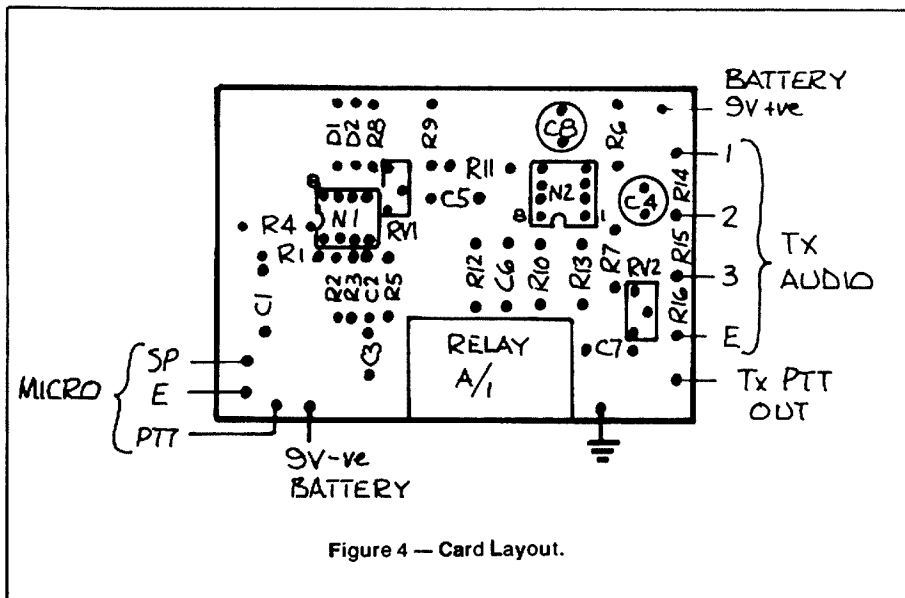 BATTERY
9V+ve
D1
D2
R8
R9
C8
R6
R11
N2
C5
C4
8
1
1
R14
2
R15
3
R16
E
TX
AUDIO
8
N1
RV1
R4
R1
R2
R3
C2
R5
R12
C6
R10
R13
R7
RV2
C1
C3
C7
RELAY
A/1
MICRO
SP
E
PTT
9V-ve
BATTERY
Tx PTT
OUT
Figure 4 — Card Layout.